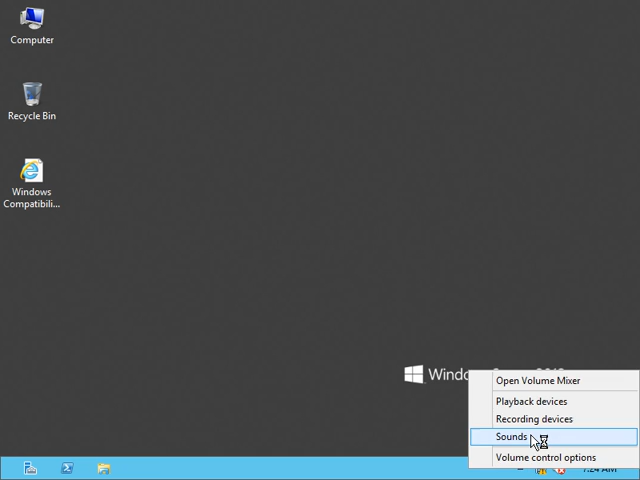 Computer
Recycle Bin
Windows
Compatibili...
Open Volume Mixer
Playback devices
Recording devices
Sounds
Volume control options